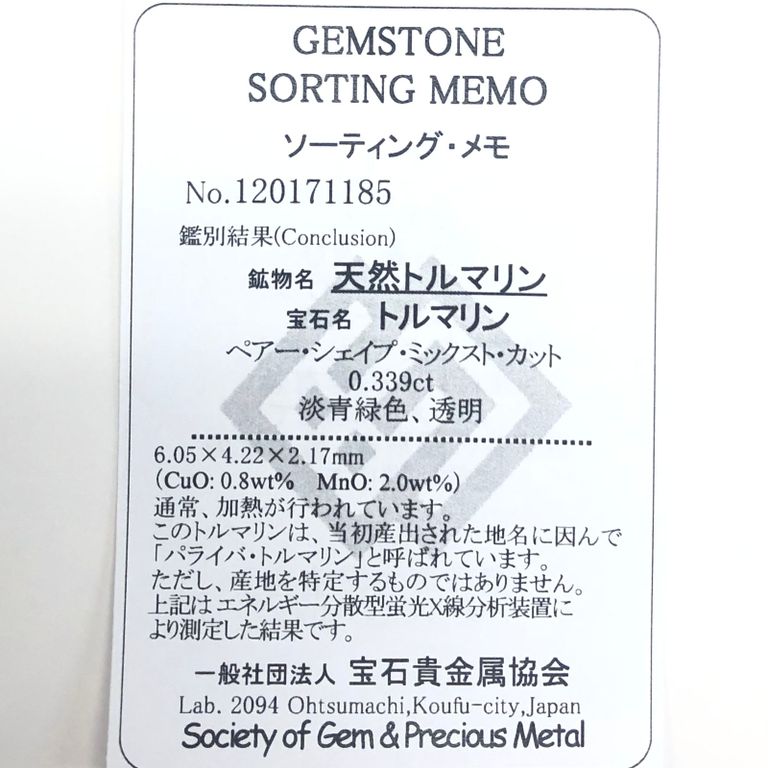 GEMSTONE
SORTING MEMO
ソーティング・メモ
No.120171185
鑑別結果(Conclusion)
鉱物名 天然トルマリン
宝石名 トルマリン
ペアー・シェイプ・ミックスト・カット
0.339ct
淡青緑色、透明
6.05×4.22×2.17mm
(CuO: 0.8wt% MnO: 2.0wt%)
通常、加熱が行われています。
このトルマリンは、当初産出された地名に因んで
「パライバ・トルマリン」と呼ばれています。
ただし、産地を特定するものではありません。
上記は エネルギー分散型蛍光X線分析装置に
より測定した結果です。
一般社団法人 宝石貴金属協会
Lab. 2094 Ohtsumachi,Koufu-city,Japan
Society of Gem & Precious Metal